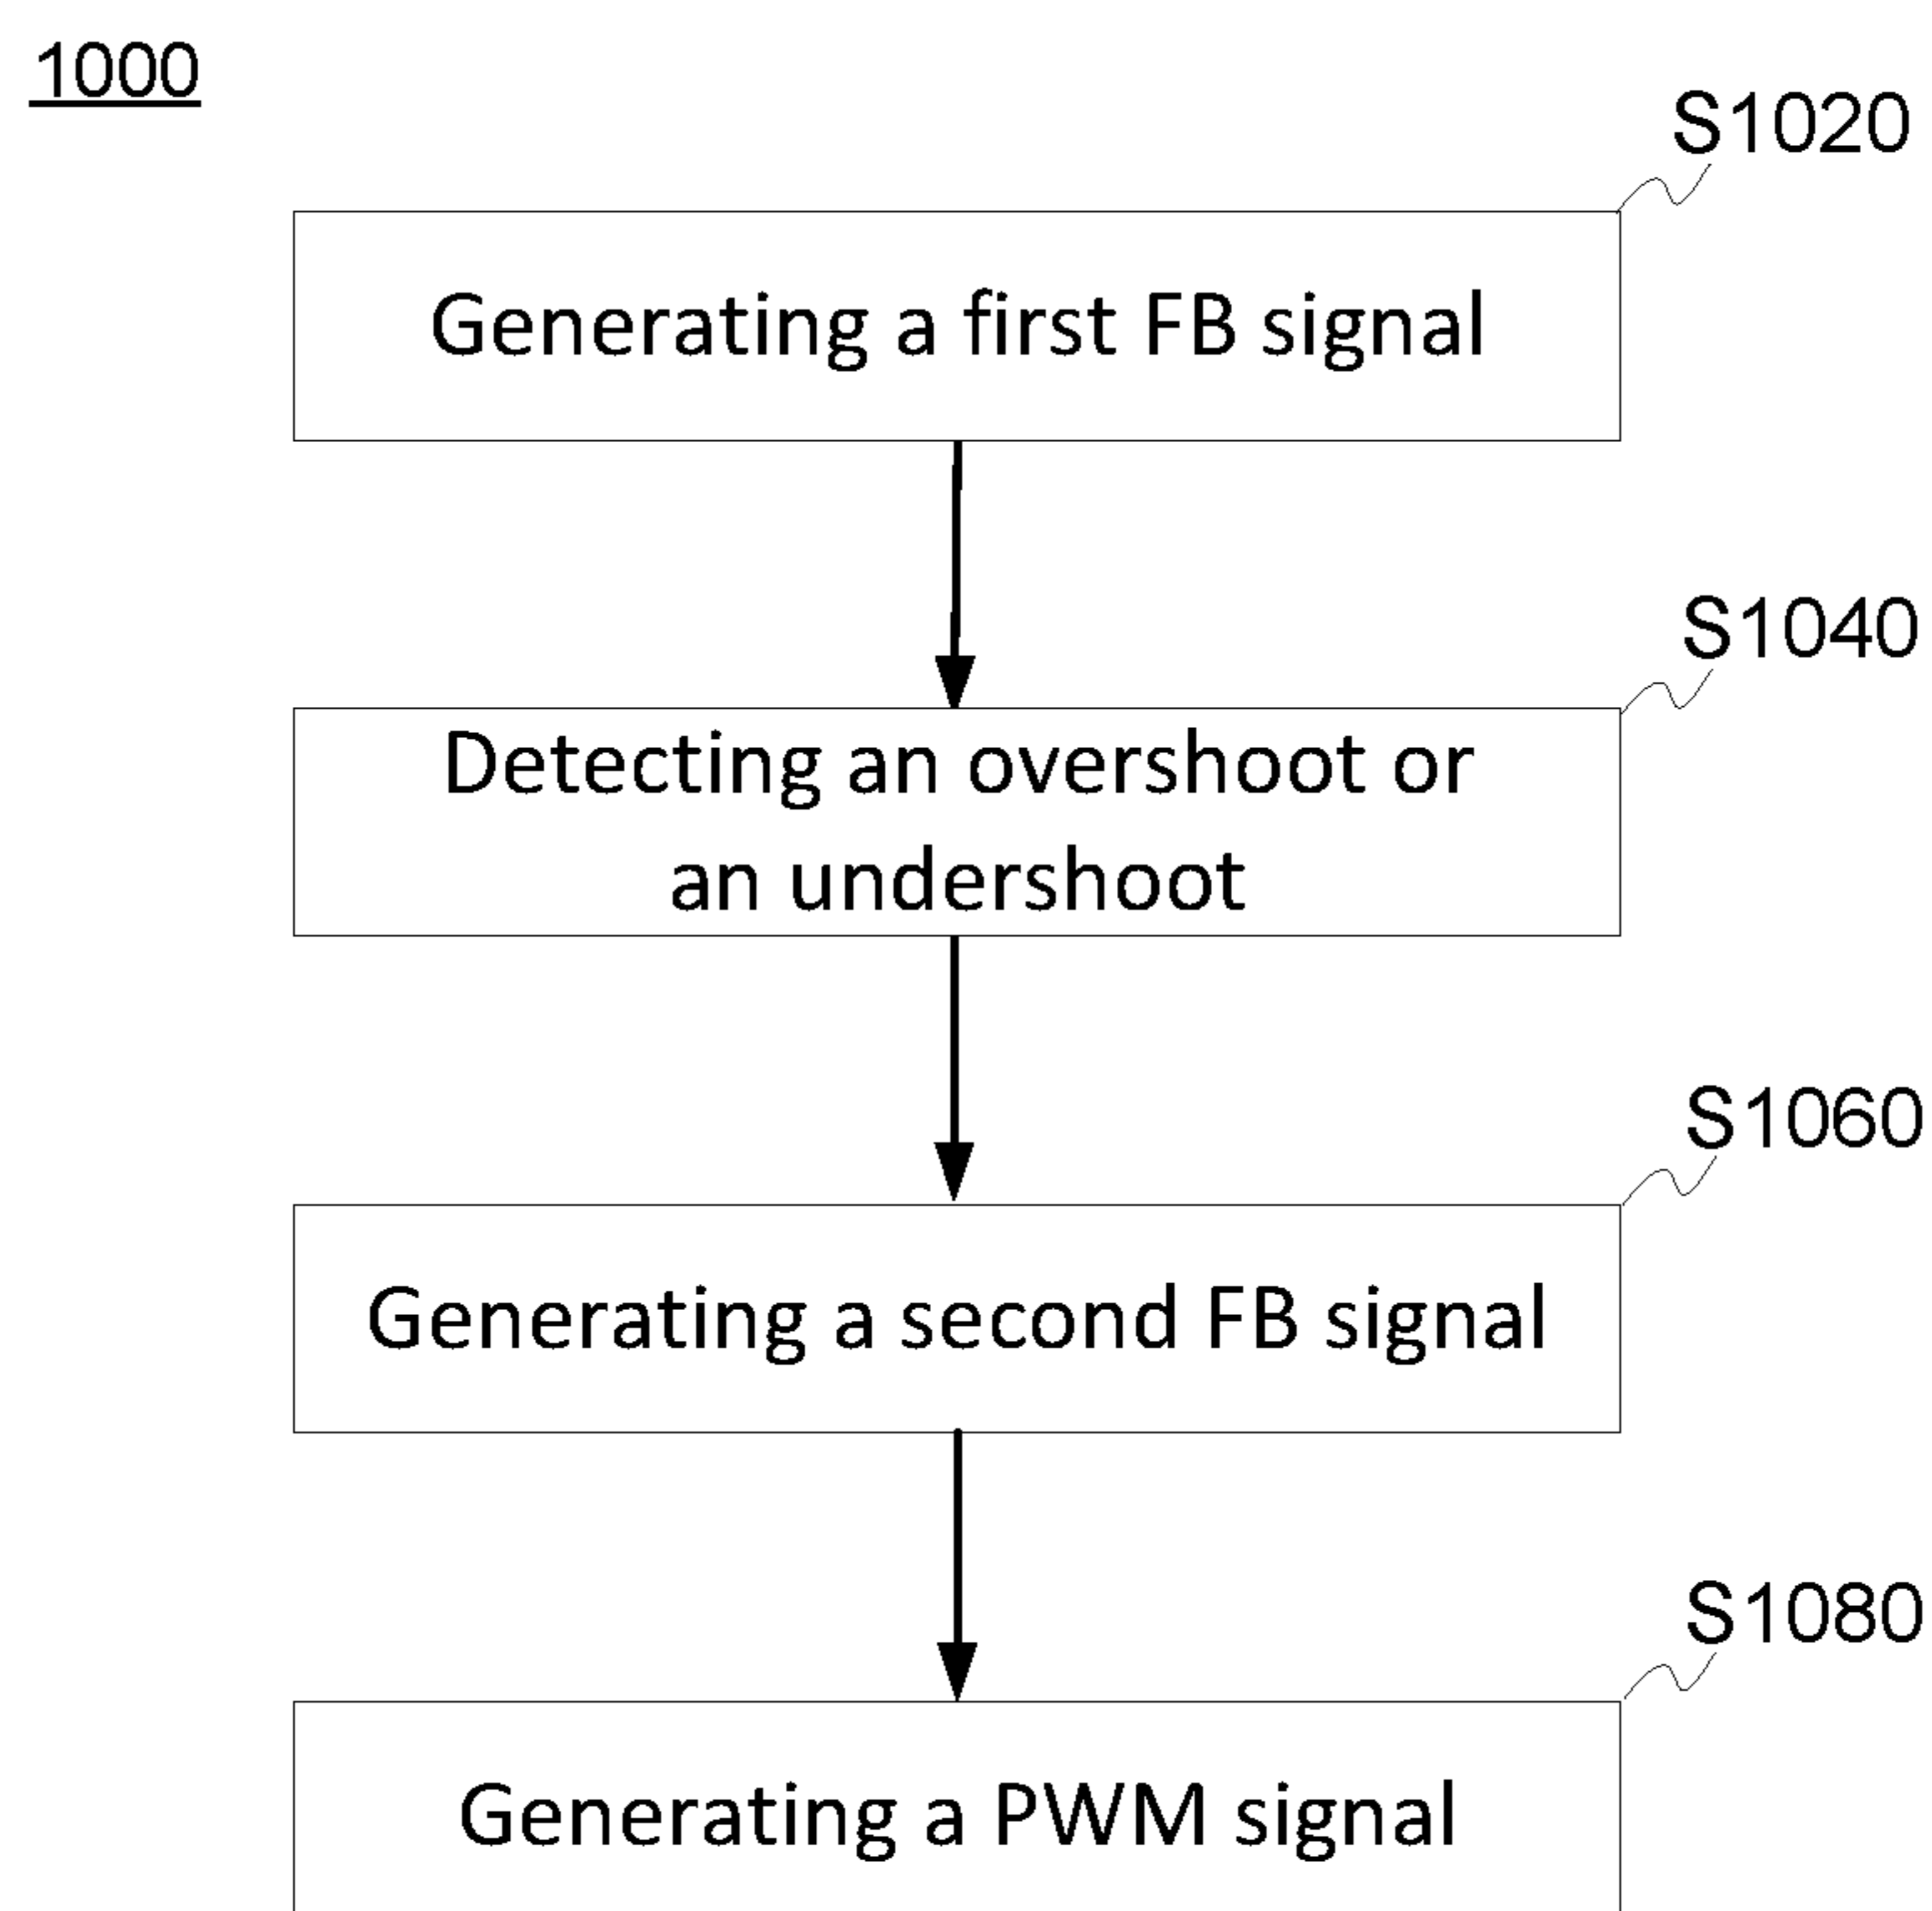 1000
S1020
Generating a first FB signal
S1040
Detecting an overshoot or
an undershoot
S1060
Generating a second FB signal
S1080
Generating a PWM signal